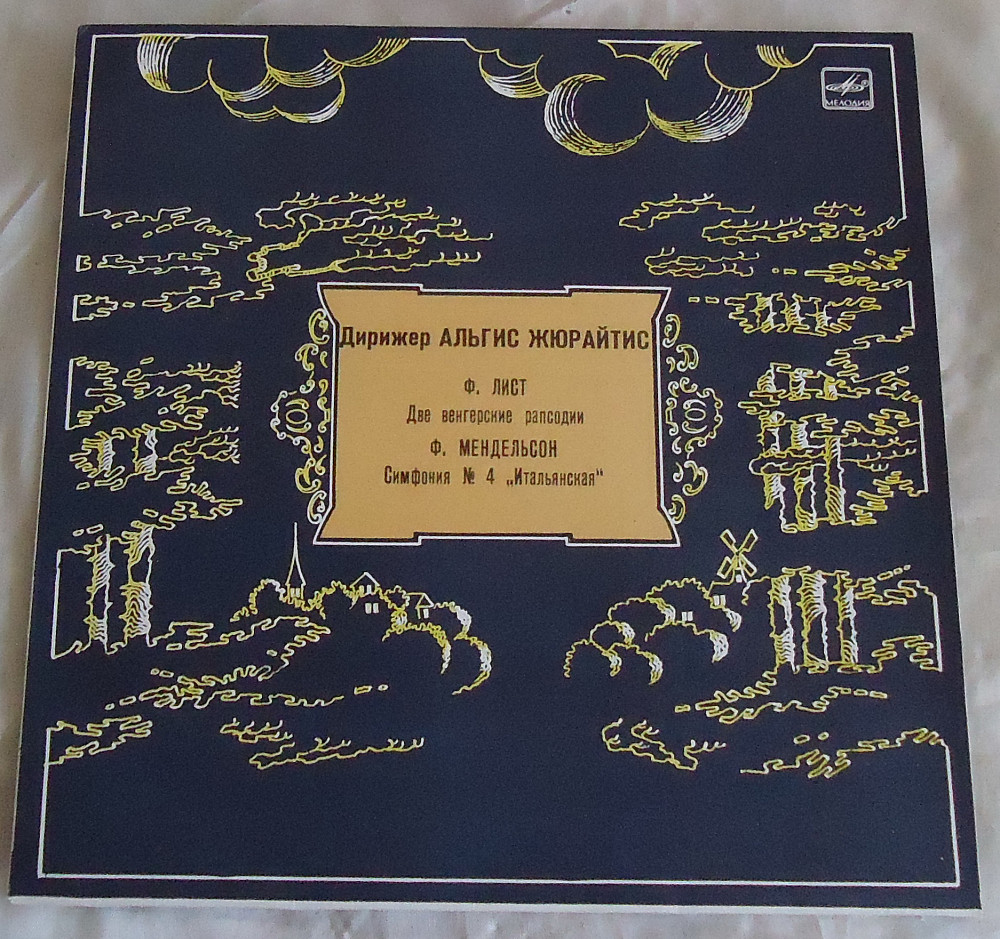 МЕЛОДИЯ
Дирижер АЛЬГИС ЖЮРАЙТИС
Ф. ЛИСТ
Две венгерские рапсодии
Ф. МЕНДЕЛЬСОН
Симфония № 4 „Итальянская“